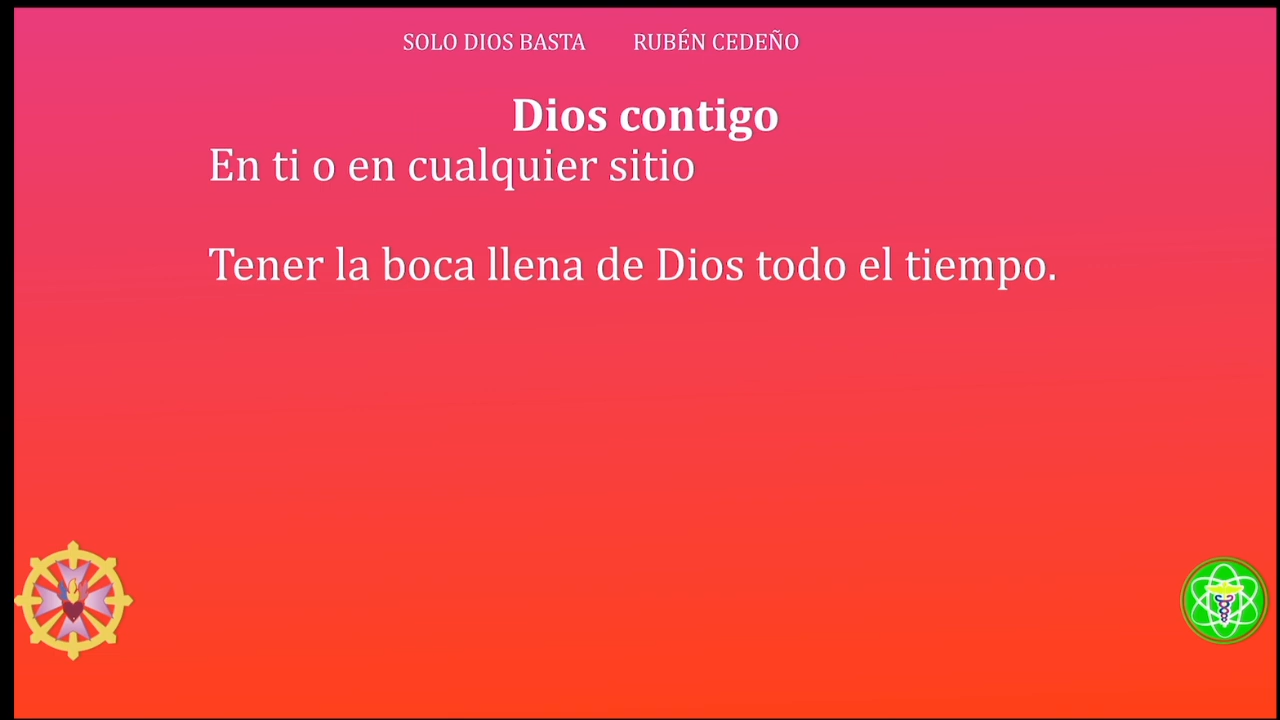 SOLO DIOS BASTA RUBÉN CEDEÑO
Dios contigo
En ti o en cualquier sitio
Tener la boca llena de Dios todo el tiempo.